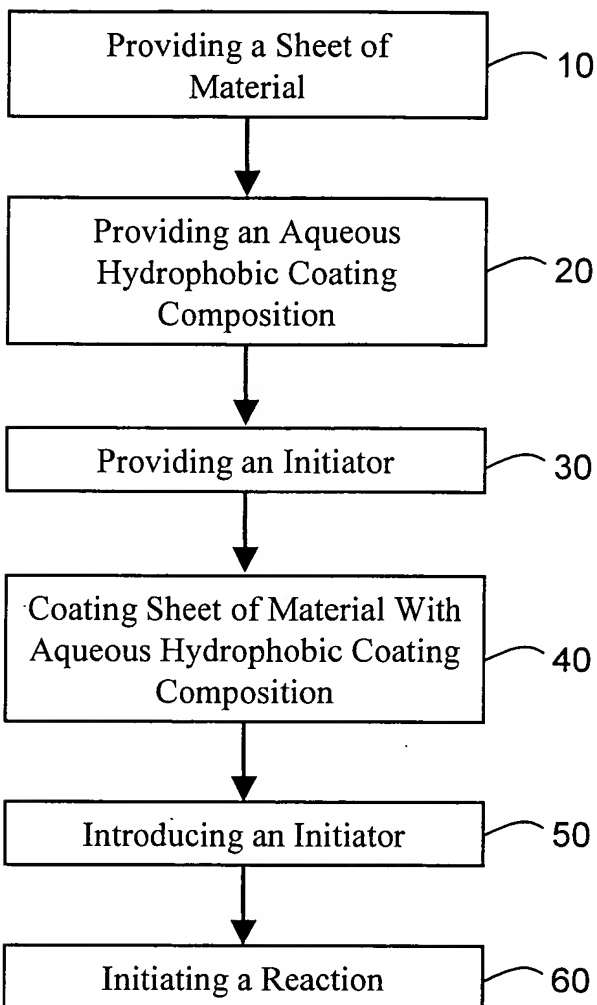 Providing a Sheet of
Material
10
Providing an Aqueous
Hydrophobic Coating
Composition
20
Providing an Initiator
30
Coating Sheet of Material With
Aqueous Hydrophobic Coating
Composition
40
Introducing an Initiator
50
Initiating a Reaction
60